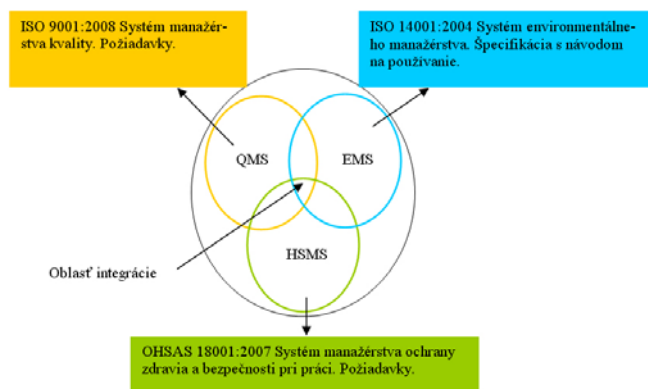 ISO 9001:2008 Systém manažér-
stva kvality. Požiadavky.
ISO 14001:2004 Systém environmentálne-
ho manažérstva. Špecifikácia s návodom
na používanie.
QMS
EMS
HSMS
Oblasť integrácie
OHSAS 18001:2007 Systém manažérstva ochrany
zdravia a bezpečnosti pri práci. Požiadavky.